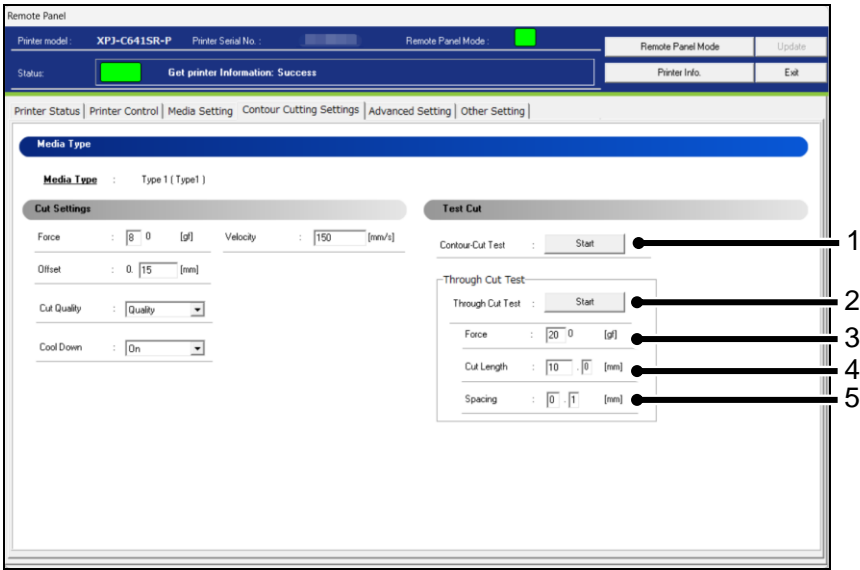 Remote Panel
Printer model : XPJ-C641SR-P Printer Serial No. : Remote Panel Mode :
Remote Panel Mode Update
Status: Get printer Information: Success
Printer Info. Exit
Printer Status Printer Control Media Setting Contour Cutting Settings Advanced Setting Other Setting
Media Type
Media Type : Type 1 ( Type1 )
Cut Settings
Force : 8 0 [gf] Velocity : 150 [mm/s]
Offset : 0. 15 [mm]
Cut Quality : Quality
Cool Down : On
Test Cut
Contour-Cut Test : Start 1
Through Cut Test
Through Cut Test : Start 2
Force : 20 0 [gf] 3
Cut Length : 10 . 0 [mm] 4
Spacing : 0 . 1 [mm] 5